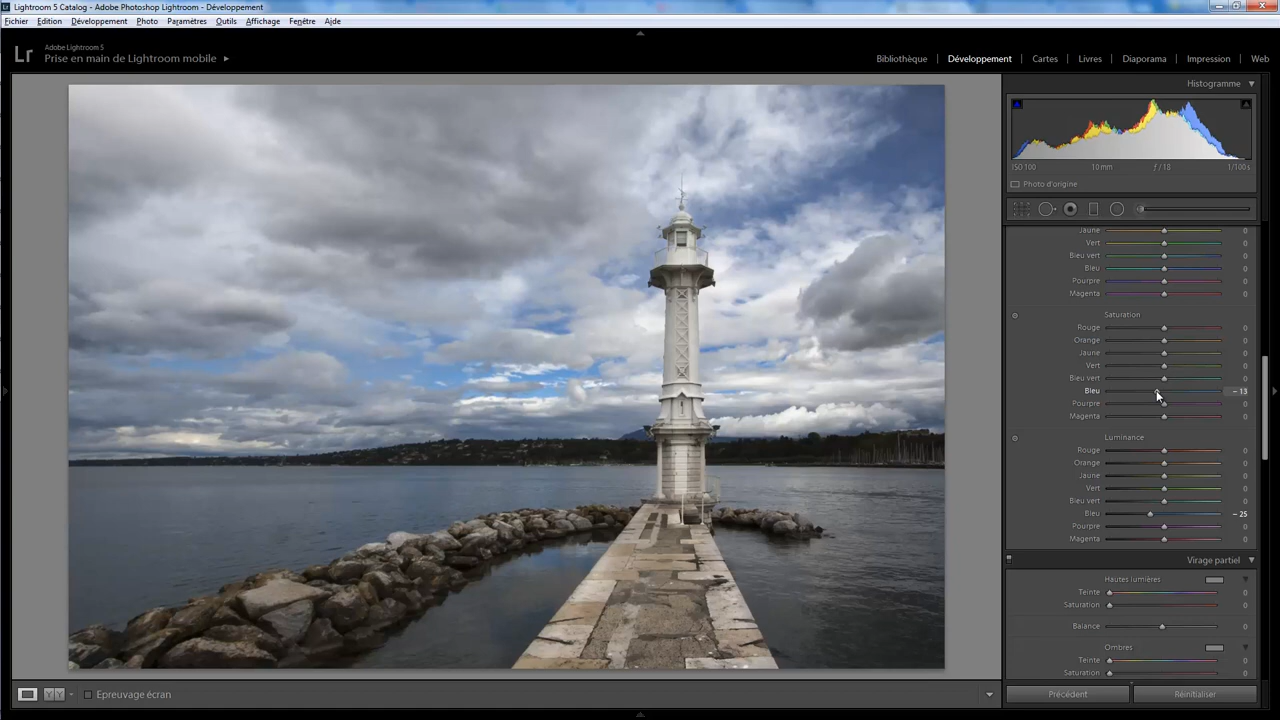 Lightroom 5 Catalog - Adobe Photoshop Lightroom - Développement
Fichier Edition Développement Photo Paramètres Outils Affichage Fenêtre Aide
Lr
Adobe Lightroom 5
Prise en main de Lightroom mobile
Bibliothèque | Développement | Cartes | Livres | Diaporama | Impression | Web
Histogramme
ISO 100 10 mm ƒ / 18 1/100s
Photo d'origine
Jaune 0
Vert 0
Bleu vert 0
Bleu 0
Pourpre 0
Magenta 0
Saturation
Rouge 0
Orange 0
Jaune 0
Vert 0
Bleu vert 0
Bleu - 13
Pourpre 0
Magenta 0
Luminance
Rouge 0
Orange 0
Jaune 0
Vert 0
Bleu vert 0
Bleu - 25
Pourpre 0
Magenta 0
Virage partiel
Hautes lumières
Teinte 0
Saturation 0
Balance 0
Ombres
Teinte 0
Saturation 0
YY
Epreuvage écran
Précédent Réinitialiser